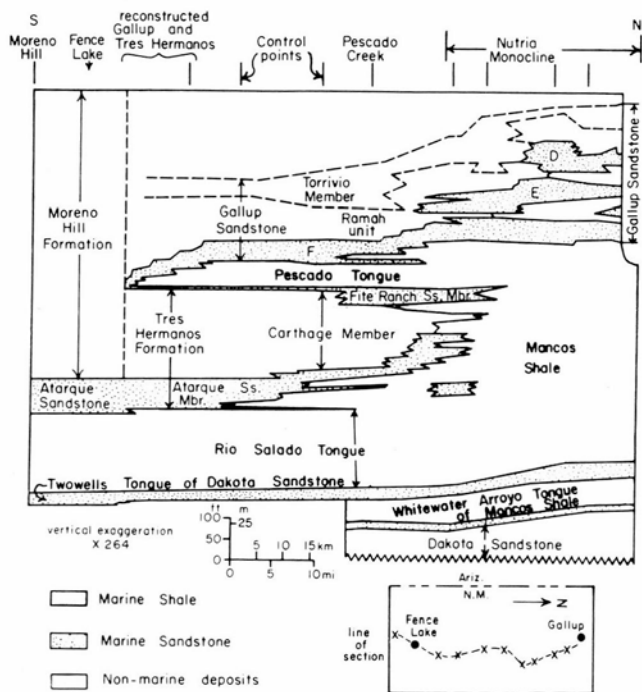 S
N
Moreno
Hill
Fence
Lake
reconstructed
Gallup and
Tres Hermanos
Control
points
Pescado
Creek
Nutria
Monocline
D
E
Gallup Sandstone
Torrivio
Member
Ramah
unit
Gallup
Sandstone
Moreno
Hill
Formation
F
Pescado Tongue
Fite Ranch Ss. Mbr.
Tres
Hermanos
Formation
Carthage Member
Mancos
Shale
Atarque
Sandstone
Atarque Ss.
Mbr.
Rio Salado Tongue
Twowells Tongue of Dakota Sandstone
Whitewater Arroyo Tongue
of Mancos Shale
Dakota Sandstone
vertical exaggeration
X 264
ft m
100 25
50
0
0
5 10 15 km
5 10 mi
Marine Shale
Marine Sandstone
Non-marine deposits
Ariz.
N.M.
N
line
of
section
Fence
Lake
Gallup